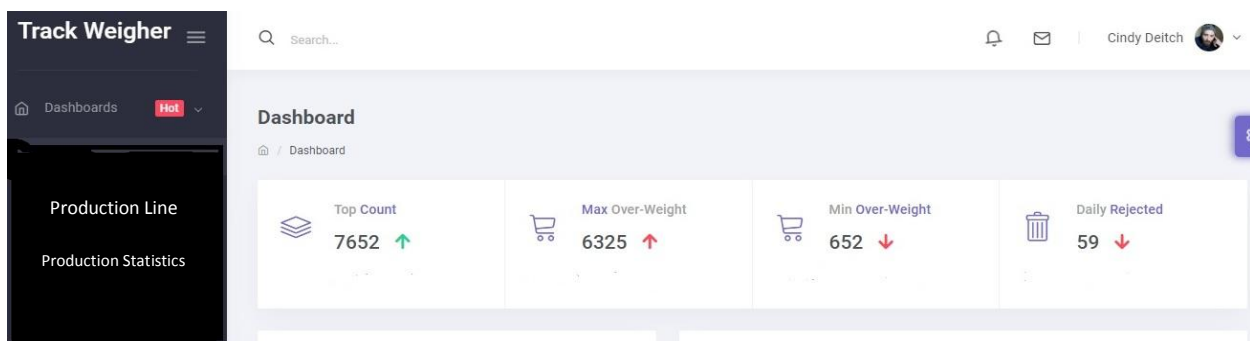 Track Weigher
Search...
Cindy Deitch
Dashboards Hot
Dashboard
Dashboard
/ Dashboard
Production Line
Production Statistics
Top Count
7652
Max Over-Weight
6325
Min Over-Weight
652
Daily Rejected
59